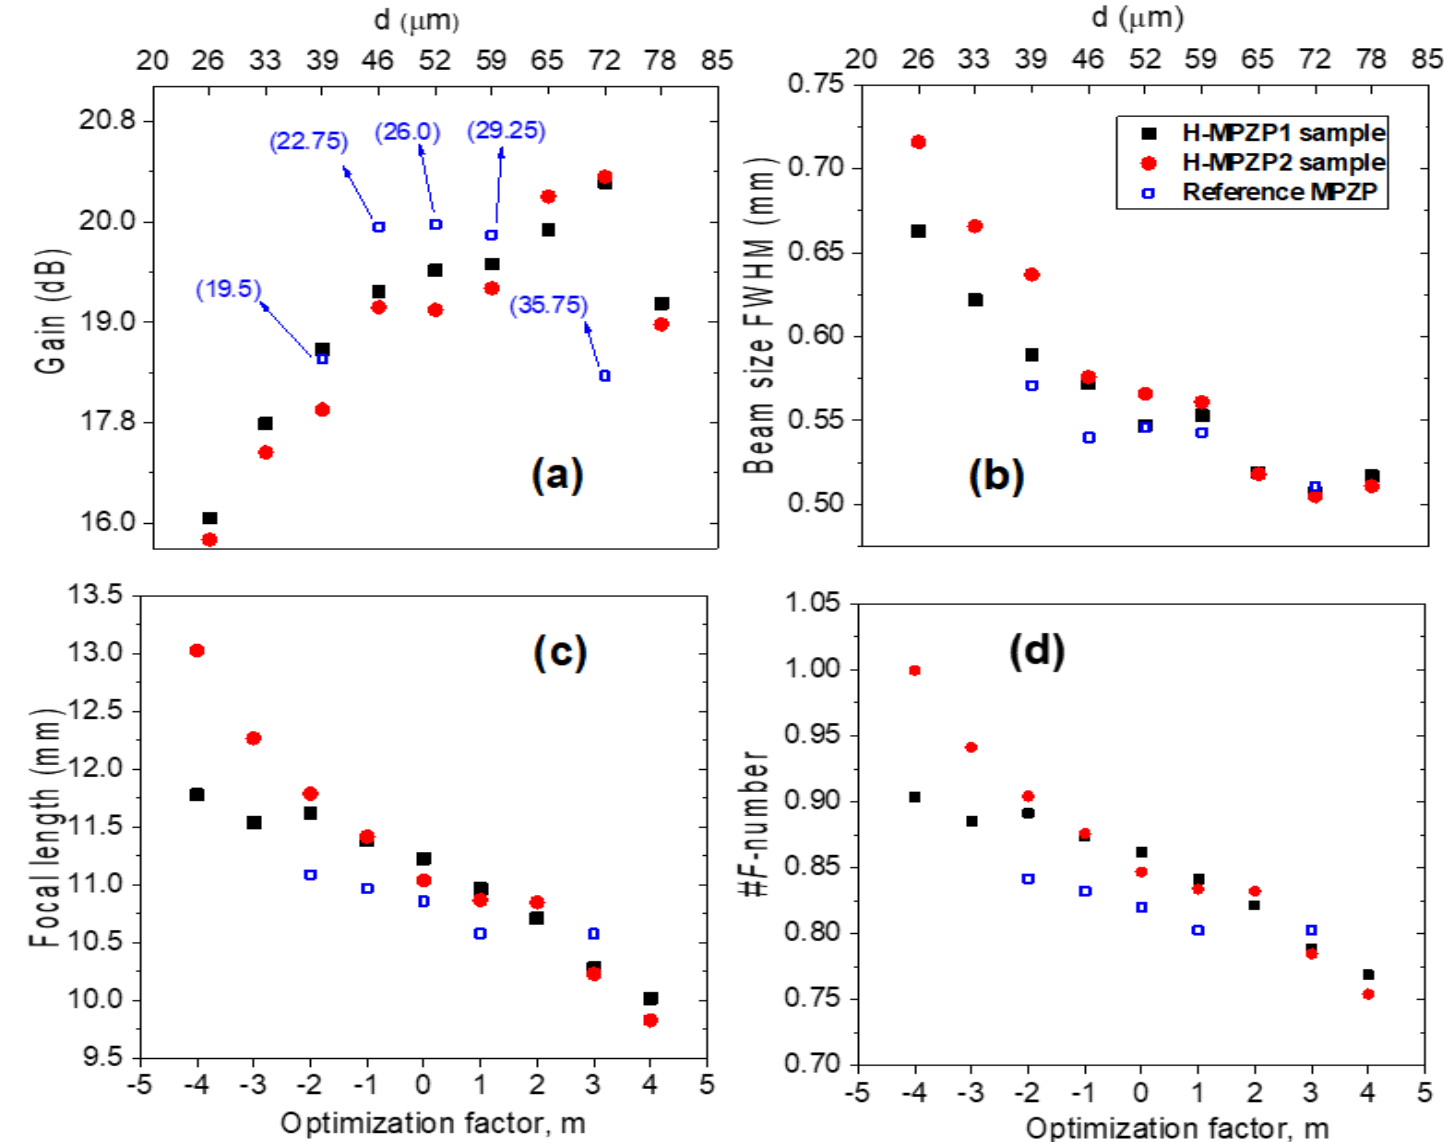 d (μm)
20 26 33 39 46 52 59 65 72 78 85
20.8
20.0
19.0
17.8
16.0
Gain (dB)
(22.75)
(26.0)
(29.25)
(19.5)
(35.75)
(a)
d (μm)
20 26 33 39 46 52 59 65 72 78 85
0.75
0.70
0.65
0.60
0.55
0.50
Beam size FWHM (mm)
H-MPZP1 sample
H-MPZP2 sample
Reference MPZP
(b)
13.5
13.0
12.5
12.0
11.5
11.0
10.5
10.0
9.5
Focal length (mm)
(c)
-5 -4 -3 -2 -1 0 1 2 3 4 5
Optimization factor, m
1.05
1.00
0.95
0.90
0.85
0.80
0.75
0.70
#F-number
(d)
-5 -4 -3 -2 -1 0 1 2 3 4 5
Optimization factor, m